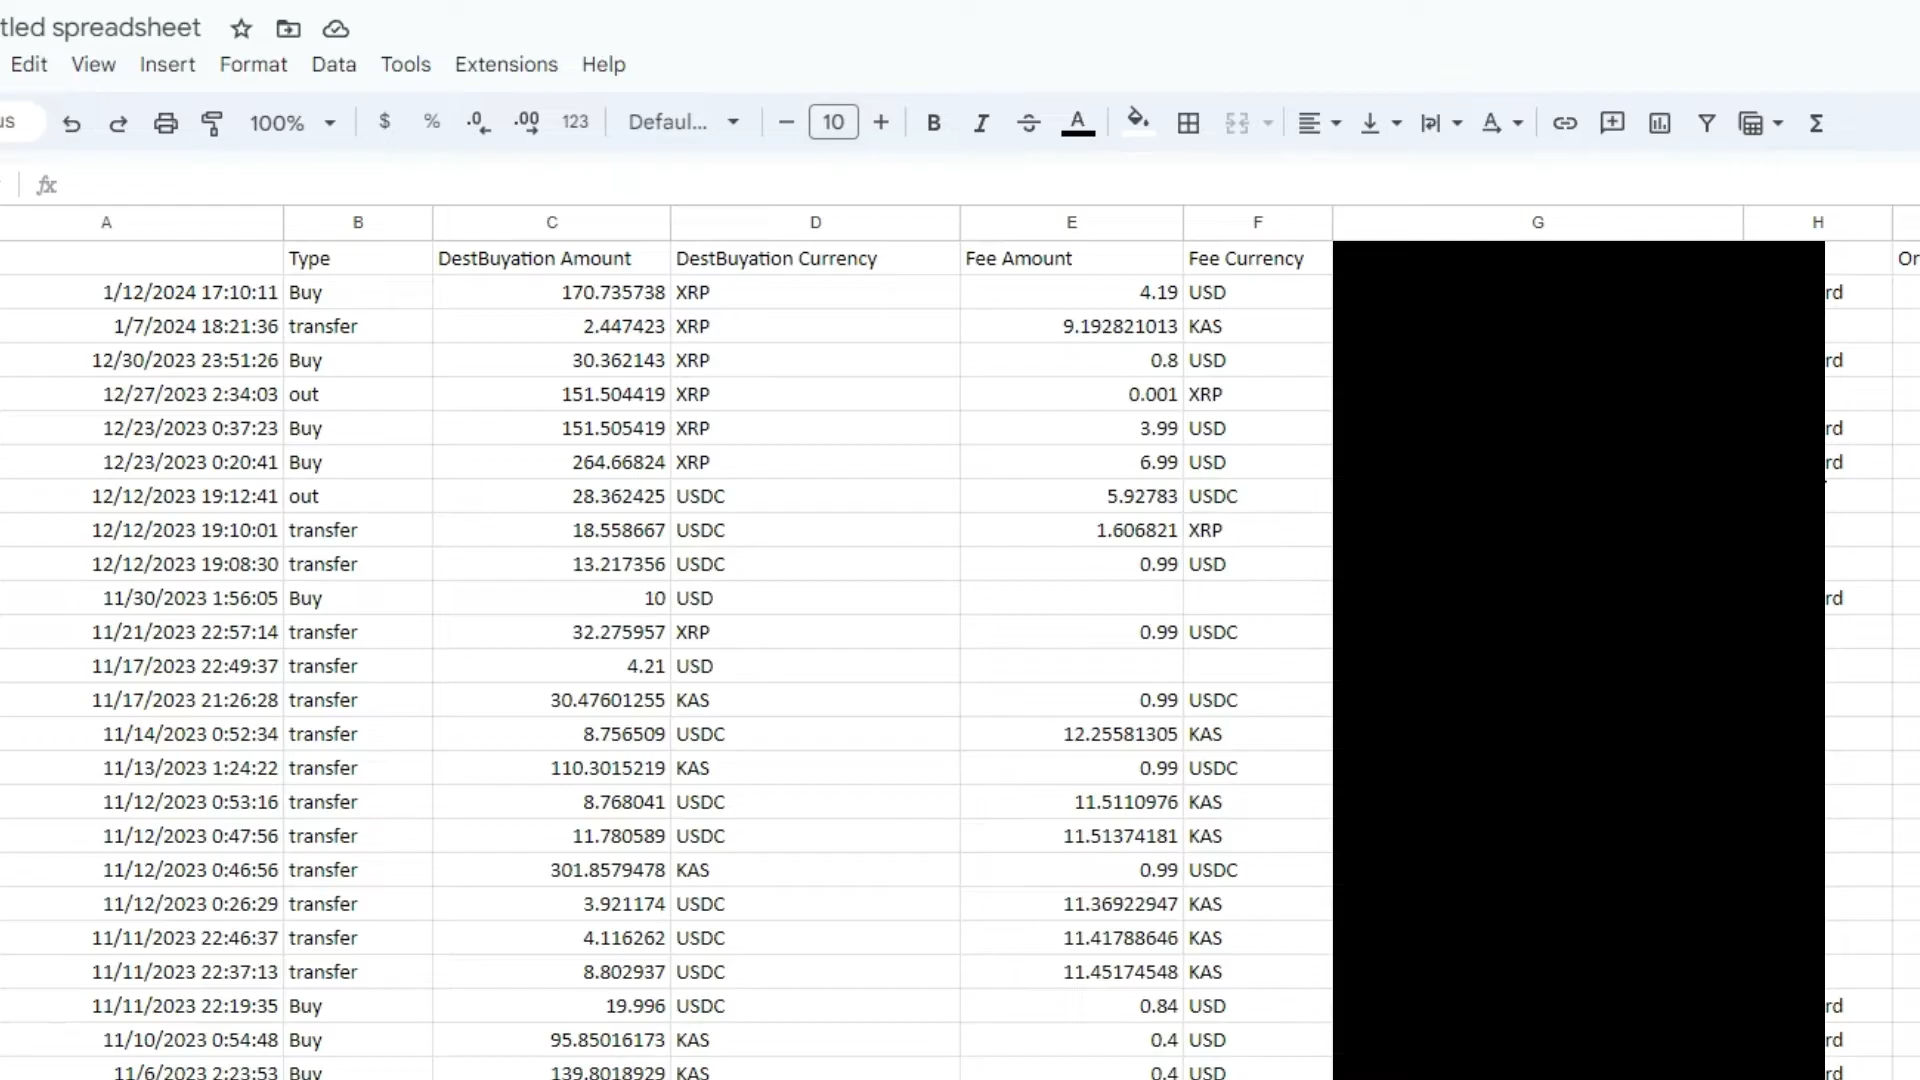 tled spreadsheet
Edit View Insert Format Data Tools Extensions Help
us 100% $ % .0 .00 123 Defaul... 10 B I A Σ
fx
A B C D E F G H
Type DestBuyation Amount DestBuyation Currency Fee Amount Fee Currency Or
1/12/2024 17:10:11 Buy 170.735738 XRP 4.19 USD rd
1/7/2024 18:21:36 transfer 2.447423 XRP 9.192821013 KAS
12/30/2023 23:51:26 Buy 30.362143 XRP 0.8 USD rd
12/27/2023 2:34:03 out 151.504419 XRP 0.001 XRP
12/23/2023 0:37:23 Buy 151.505419 XRP 3.99 USD rd
12/23/2023 0:20:41 Buy 264.66824 XRP 6.99 USD rd
12/12/2023 19:12:41 out 28.362425 USDC 5.92783 USDC
12/12/2023 19:10:01 transfer 18.558667 USDC 1.606821 XRP
12/12/2023 19:08:30 transfer 13.217356 USDC 0.99 USD
11/30/2023 1:56:05 Buy 10 USD rd
11/21/2023 22:57:14 transfer 32.275957 XRP 0.99 USDC
11/17/2023 22:49:37 transfer 4.21 USD
11/17/2023 21:26:28 transfer 30.47601255 KAS 0.99 USDC
11/14/2023 0:52:34 transfer 8.756509 USDC 12.25581305 KAS
11/13/2023 1:24:22 transfer 110.3015219 KAS 0.99 USDC
11/12/2023 0:53:16 transfer 8.768041 USDC 11.5110976 KAS
11/12/2023 0:47:56 transfer 11.780589 USDC 11.51374181 KAS
11/12/2023 0:46:56 transfer 301.8579478 KAS 0.99 USDC
11/12/2023 0:26:29 transfer 3.921174 USDC 11.36922947 KAS
11/11/2023 22:46:37 transfer 4.116262 USDC 11.41788646 KAS
11/11/2023 22:37:13 transfer 8.802937 USDC 11.45174548 KAS
11/11/2023 22:19:35 Buy 19.996 USDC 0.84 USD rd
11/10/2023 0:54:48 Buy 95.85016173 KAS 0.4 USD rd
11/6/2023 2:23:53 Buy 139.8018929 KAS 0.4 USD rd